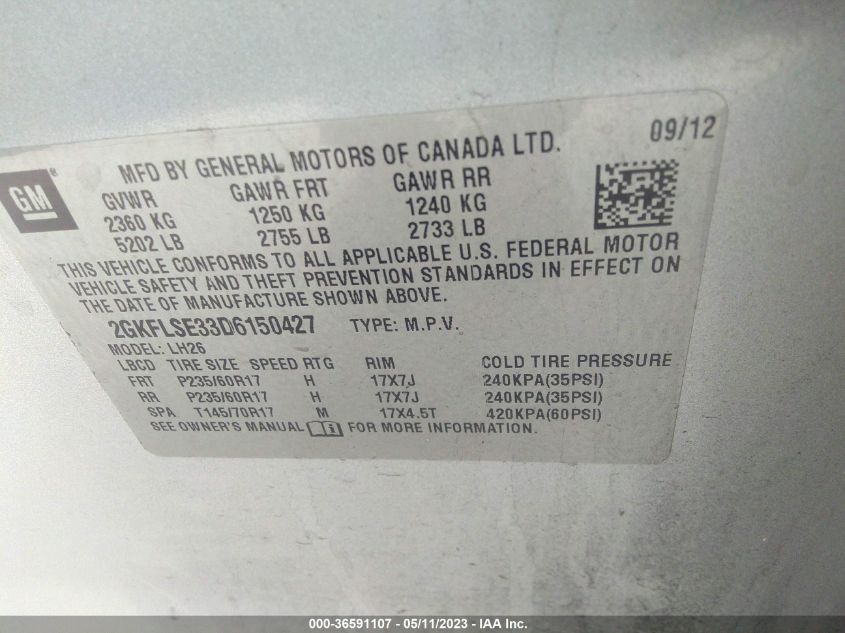 09/12
GM
MFD BY GENERAL MOTORS OF CANADA LTD.
GVWR GAWR FRT GAWR RR
2360 KG 1250 KG 1240 KG
5202 LB 2755 LB 2733 LB
THIS VEHICLE CONFORMS TO ALL APPLICABLE U.S. FEDERAL MOTOR
VEHICLE SAFETY AND THEFT PREVENTION STANDARDS IN EFFECT ON
THE DATE OF MANUFACTURE SHOWN ABOVE.
2GKFLSE33D6150427 TYPE: M.P.V.
MODEL: LH26
LBCD TIRE SIZE SPEED RTG RIM COLD TIRE PRESSURE
FRT P235/60R17 H 17X7J 240KPA(35PSI)
RR P235/60R17 H 17X7J 240KPA(35PSI)
SPA T145/70R17 M 17X4.5T 420KPA(60PSI)
SEE OWNER'S MANUAL FOR MORE INFORMATION.
000-36591107 - 05/11/2023 - IAA Inc.